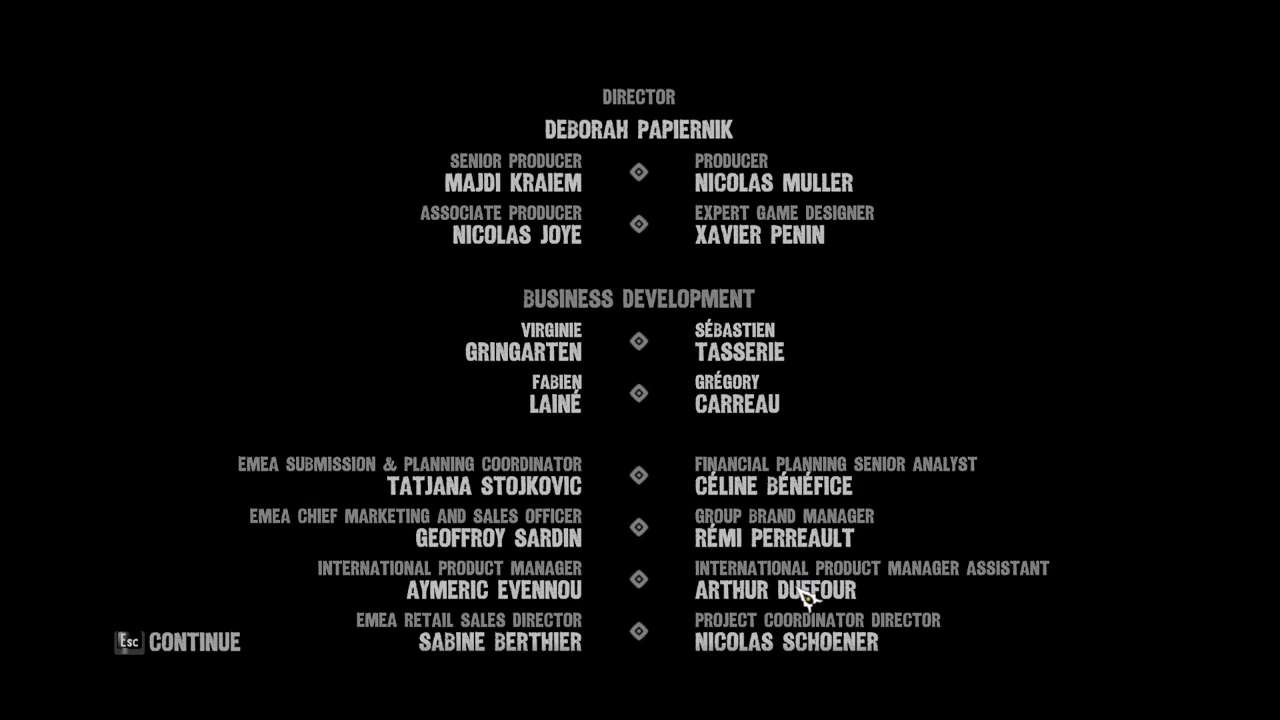 DIRECTOR
DEBORAH PAPIERNIK
SENIOR PRODUCER
MAJDI KRAIEM
PRODUCER
NICOLAS MULLER
ASSOCIATE PRODUCER
NICOLAS JOYE
EXPERT GAME DESIGNER
XAVIER PENIN
BUSINESS DEVELOPMENT
VIRGINIE
GRINGARTEN
SÉBASTIEN
TASSERIE
FABIEN
LAINÉ
GRÉGORY
CARREAU
EMEA SUBMISSION & PLANNING COORDINATOR
TATJANA STOJKOVIC
FINANCIAL PLANNING SENIOR ANALYST
CÉLINE BÉNÉFICE
EMEA CHIEF MARKETING AND SALES OFFICER
GEOFFROY SARDIN
GROUP BRAND MANAGER
RÉMI PERREAULT
INTERNATIONAL PRODUCT MANAGER
AYMERIC EVENNOU
INTERNATIONAL PRODUCT MANAGER ASSISTANT
ARTHUR DUFFOUR
EMEA RETAIL SALES DIRECTOR
SABINE BERTHIER
PROJECT COORDINATOR DIRECTOR
NICOLAS SCHOENER
Esc CONTINUE